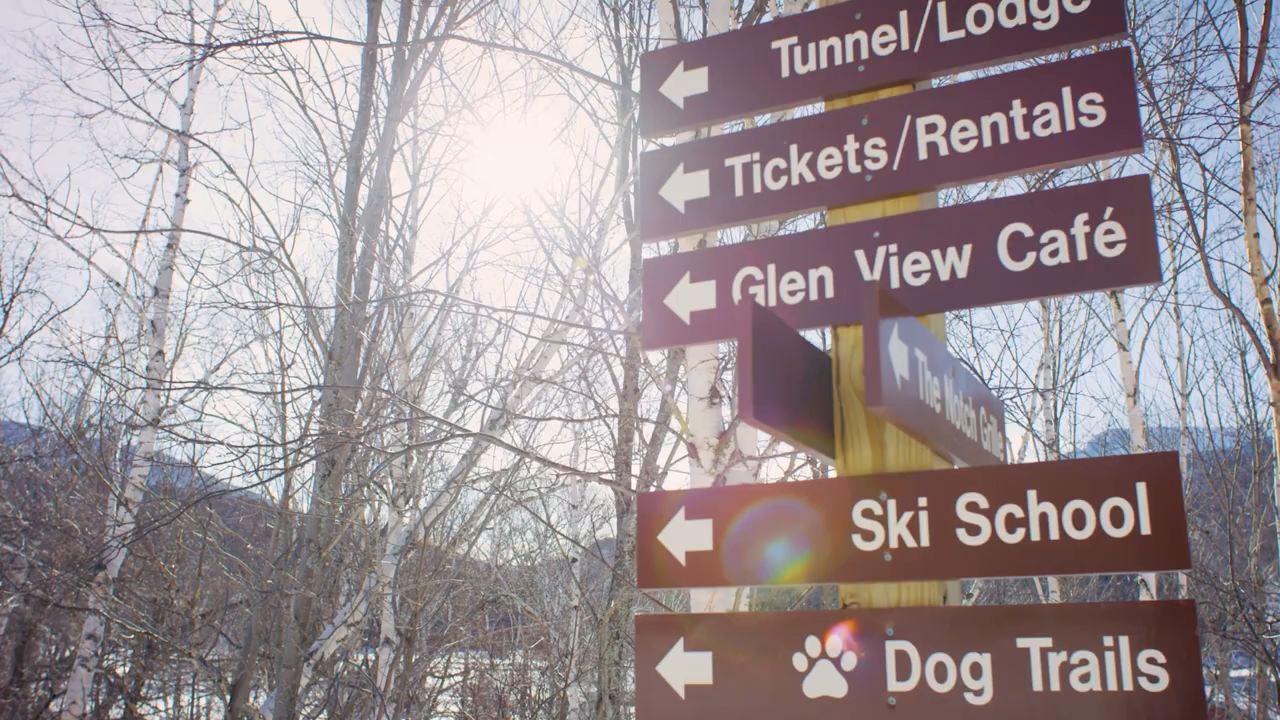 Tunnel/Lodge
Tickets/Rentals
Glen View Café
The Notch Grille
Ski School
Dog Trails